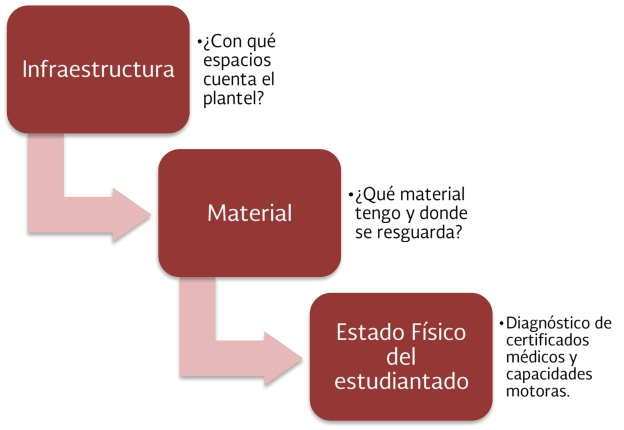 Infraestructura
•¿Con qué
espacios
cuenta el
plantel?
Material
•¿Qué material
tengo y donde
se resguarda?
Estado Físico
del
estudiantado
•Diagnóstico de
certificados
médicos y
capacidades
motoras.